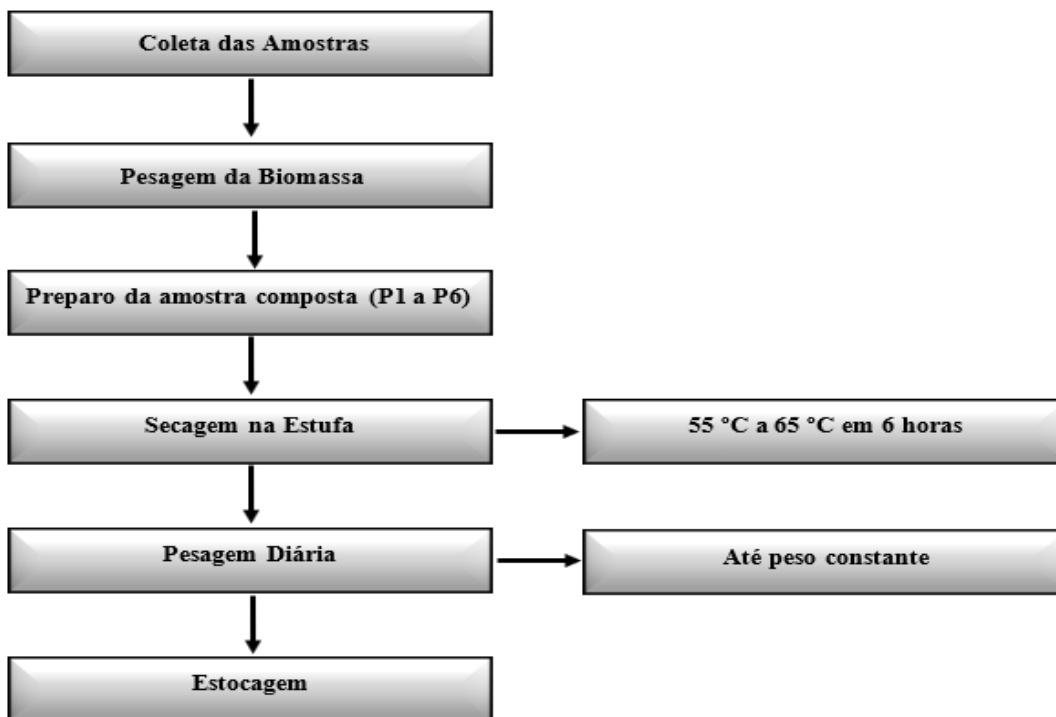 Coleta das Amostras
Pesagem da Biomassa
Preparo da amostra composta (P1 a P6)
Secagem na Estufa
55 °C a 65 °C em 6 horas
Pesagem Diária
Até peso constante
Estocagem